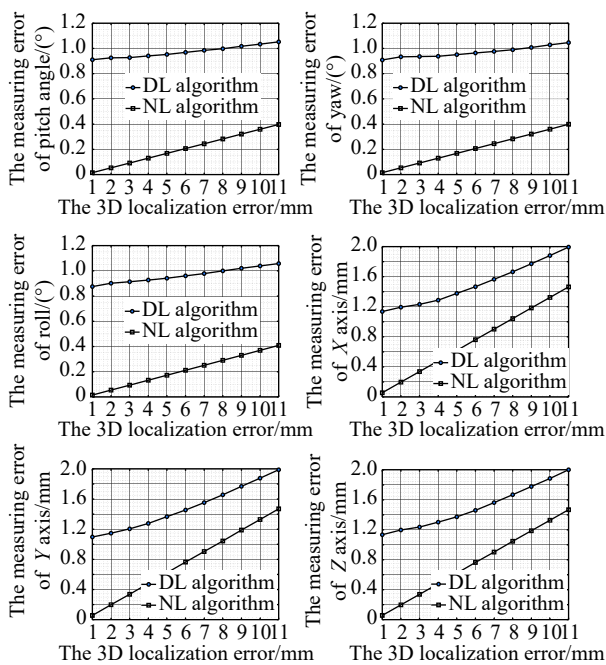 The measuring error
of pitch angle/(°)
1.2
1.0
0.8
0.6
0.4
0.2
0
DL algorithm
NL algorithm
1 2 3 4 5 6 7 8 9 10 11
The 3D localization error/mm
The measuring error
of yaw/(°)
1.2
1.0
0.8
0.6
0.4
0.2
0
DL algorithm
NL algorithm
1 2 3 4 5 6 7 8 9 10 11
The 3D localization error/mm
The measuring error
of roll/(°)
1.2
1.0
0.8
0.6
0.4
0.2
0
DL algorithm
NL algorithm
1 2 3 4 5 6 7 8 9 10 11
The 3D localization error/mm
The measuring error
of X axis/mm
2.0
1.6
1.2
0.8
0.4
0
DL algorithm
NL algorithm
1 2 3 4 5 6 7 8 9 10 11
The 3D localization error/mm
The measuring error
of Y axis/mm
2.0
1.6
1.2
0.8
0.4
0
DL algorithm
NL algorithm
1 2 3 4 5 6 7 8 9 10 11
The 3D localization error/mm
The measuring error
of Z axis/mm
2.0
1.6
1.2
0.8
0.4
0
DL algorithm
NL algorithm
1 2 3 4 5 6 7 8 9 10 11
The 3D localization error/mm